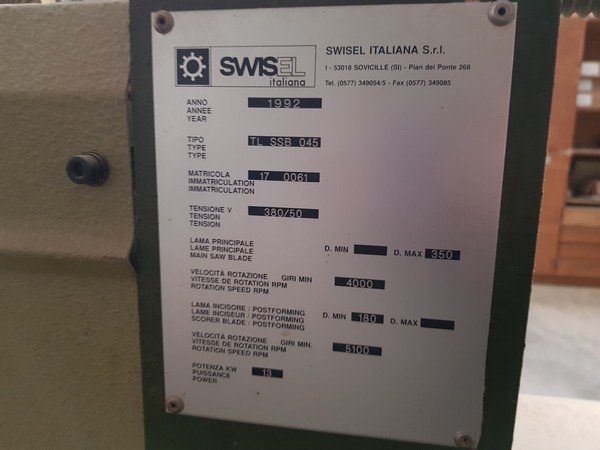 SWISEL
italiana
SWISEL ITALIANA S.r.l.
I - 53018 SOVICILLE (SI) - Pian del Ponte 268
Tel. (0577) 349054/5 - Fax (0577) 349085
ANNO
ANNEE
YEAR
1992
TIPO
TYPE
TYPE
TL SSB 045
MATRICOLA
IMMATRICULATION
IMMATRICULATION
17 0061
TENSIONE V
TENSION
TENSION
380/50
LAMA PRINCIPALE
LAME PRINCIPALE
MAIN SAW BLADE
D. MIN
D. MAX 350
VELOCITÁ ROTAZIONE GIRI MIN
VITESSE DE ROTATION RPM
ROTATION SPEED RPM
4000
LAMA INCISORE / POSTFORMING
LAME INCISEUR / POSTFORMING
SCORER BLADE / POSTFORMING
D. MIN 180 D. MAX
VELOCITÁ ROTAZIONE GIRI MIN.
VITESSE DE ROTATION RPM
ROTATION SPEED RPM
5100
POTENZA KW
PUISSANCE
POWER
13